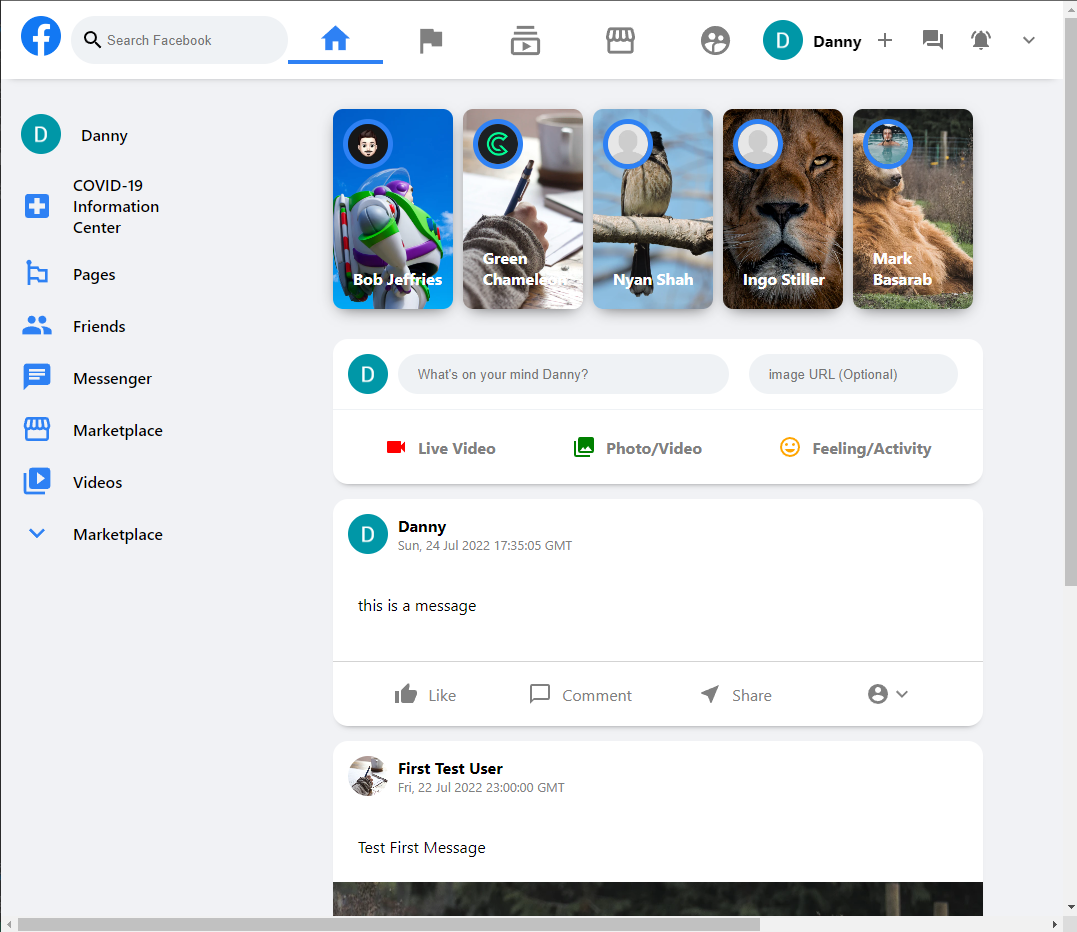 Search Facebook
D
Danny
D
Danny
COVID-19
Information
Center
Pages
Friends
Messenger
Marketplace
Videos
Marketplace
Bob Jeffries
Green
Chameleon
Nyan Shah
Ingo Stiller
Mark
Basarab
D
What's on your mind Danny?
image URL (Optional)
Live Video
Photo/Video
Feeling/Activity
D
Danny
Sun, 24 Jul 2022 17:35:05 GMT
this is a message
Like
Comment
Share
First Test User
Fri, 22 Jul 2022 23:00:00 GMT
Test First Message